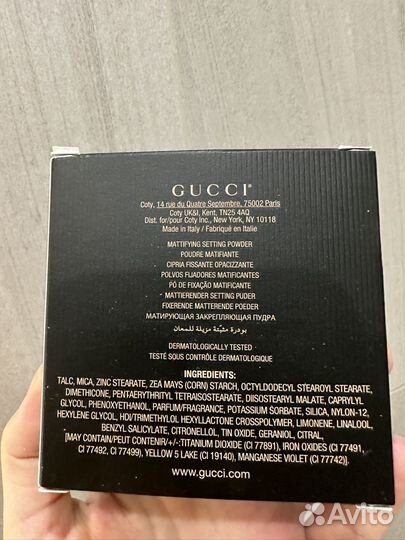 GUCCI®
Coty, 14 rue du Quatre Septembre, 75002 Paris
Coty UK&I, Kent, TN25 4AQ
Dist. for/pour Coty Inc., New York, NY 10118
Made in Italy / Fabriqué en Italie
MATTIFYING SETTING POWDER
POUDRE MATIFIANTE
CIPRIA FISSANTE OPACIZZANTE
POLVOS FIJADORES MATIFICANTES
PÓ DE FIXAÇÃO MATIFICANTE
MATTIERENDER SETTING PUDER
FIXERENDE MATTERENDE POEDER
МАТИРУЮЩАЯ ЗАКРЕПЛЯЮЩАЯ ПУДРА
بودرة مثبّتة مزيلة للمعان
DERMATOLOGICALLY TESTED
TESTÉ SOUS CONTRÔLE DERMATOLOGIQUE
INGREDIENTS:
TALC, MICA, ZINC STEARATE, ZEA MAYS (CORN) STARCH, OCTYLDODECYL STEAROYL STEARATE,
DIMETHICONE, PENTAERYTHRITYL TETRAISOSTEARATE, DIISOSTEARYL MALATE, CAPRYLYL
GLYCOL, PHENOXYETHANOL, PARFUM/FRAGRANCE, POTASSIUM SORBATE, SILICA, NYLON-12,
HEXYLENE GLYCOL, HDI/TRIMETHYLOL HEXYLLACTONE CROSSPOLYMER, LIMONENE, LINALOOL,
BENZYL SALICYLATE, CITRONELLOL, TIN OXIDE, GERANIOL, CITRAL,
[MAY CONTAIN/PEUT CONTENIR/+/-:TITANIUM DIOXIDE (CI 77891), IRON OXIDES (CI 77491,
CI 77492, CI 77499), YELLOW 5 LAKE (CI 19140), MANGANESE VIOLET (CI 77742)].
www.gucci.com
Avito